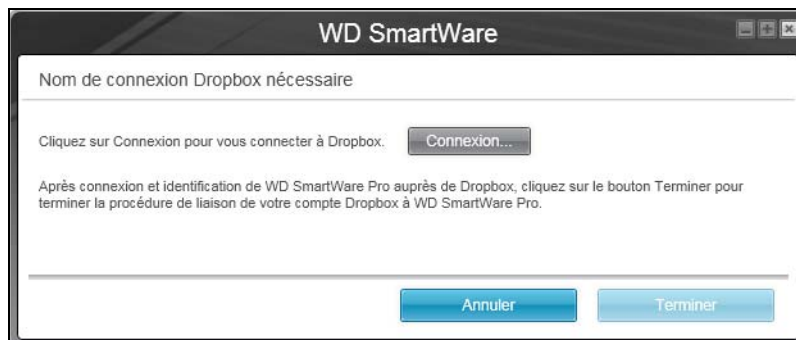 WD SmartWare
Nom de connexion Dropbox nécessaire
Cliquez sur Connexion pour vous connecter à Dropbox. Connexion...
Après connexion et identification de WD SmartWare Pro auprès de Dropbox, cliquez sur le bouton Terminer pour
terminer la procédure de liaison de votre compte Dropbox à WD SmartWare Pro.
Annuler Terminer